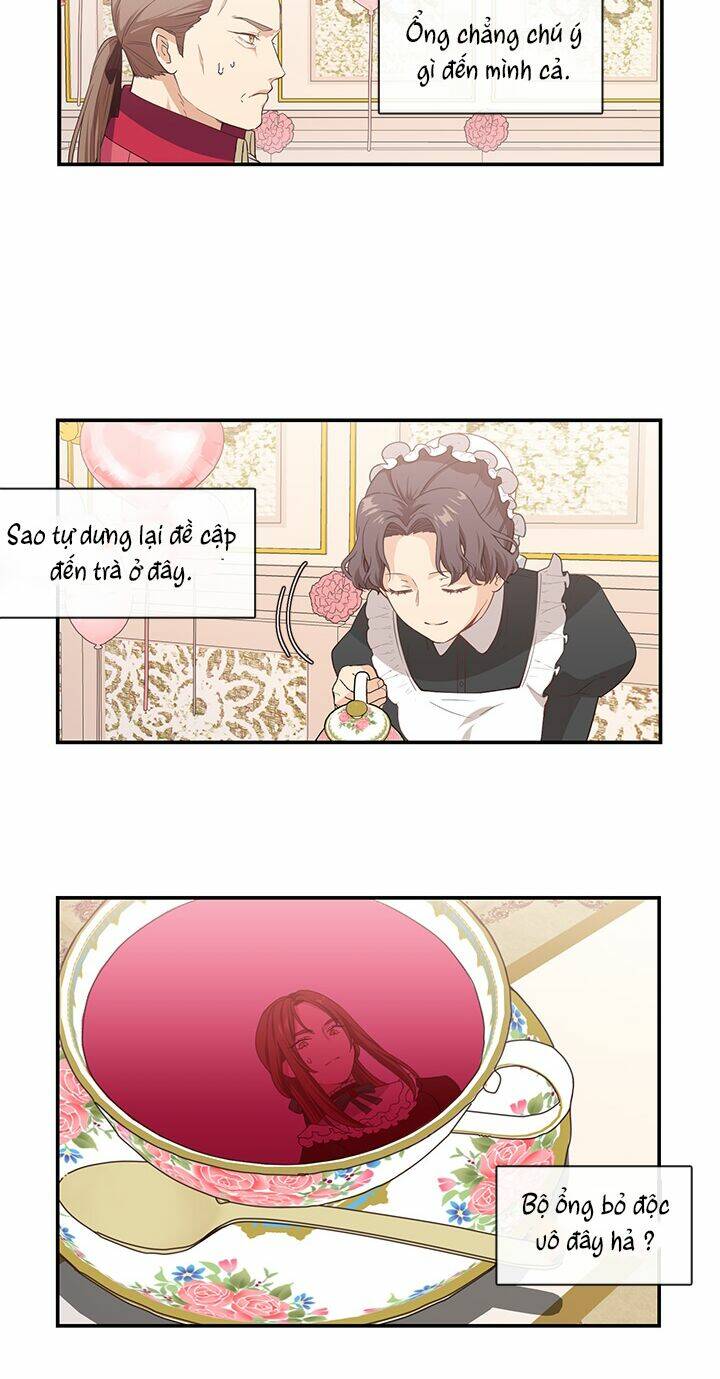 Ổng chẳng chú ý
gì đến mình cả.
Sao tự dưng lại đề cập
đến trà ở đây.
Bộ ổng bỏ độc
vô đây hả ?